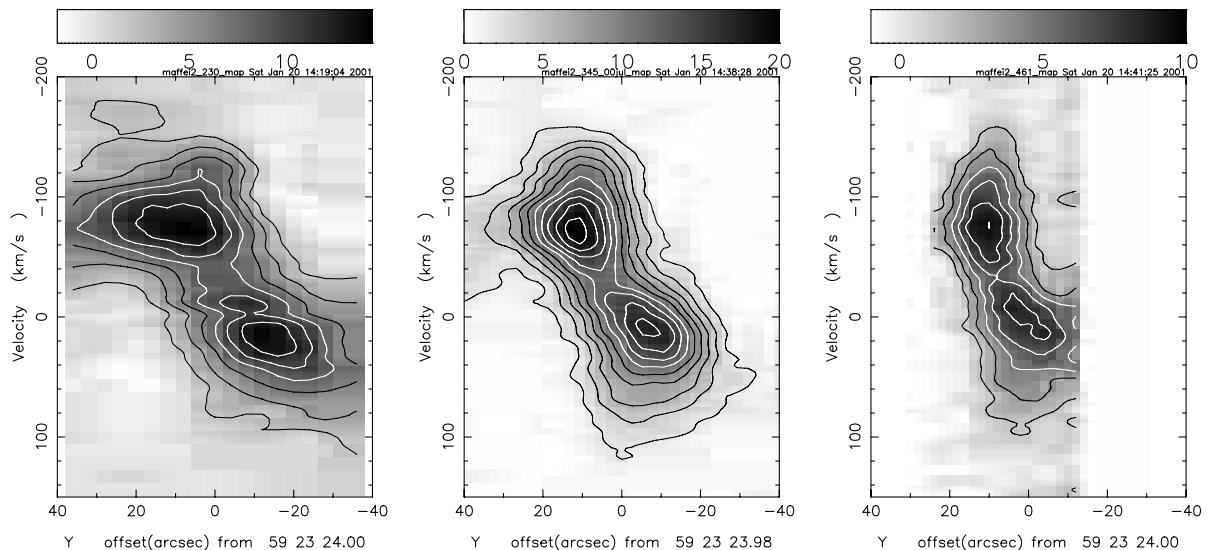 0 5 10
maffei2_230_map Sat Jan 20 14:19:04 2001
-200
-100
0
100
Velocity (km/s )
40 20 0 -20 -40
Y offset(arcsec) from 59 23 24.00
0 5 10 15 20
maffei2_345_00jul_map Sat Jan 20 14:38:28 2001
-200
-100
0
100
Velocity (km/s )
40 20 0 -20 -40
Y offset(arcsec) from 59 23 23.98
0 5 10
maffei2_461_map Sat Jan 20 14:41:25 2001
-200
-100
0
100
Velocity (km/s )
40 20 0 -20 -40
Y offset(arcsec) from 59 23 24.00